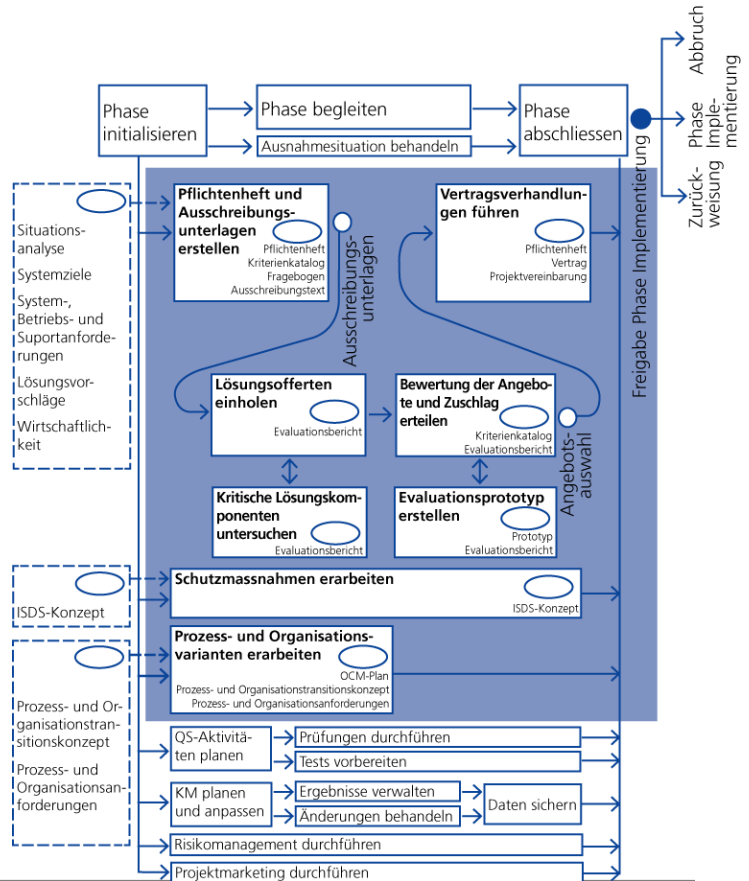 Abbruch
Phase Imple-
mentierung
Zurück-
weisung
Freigabe Phase Implementierung
Phase
initialisieren
Phase begleiten
Ausnahmesituation behandeln
Phase
abschliessen
Situations-
analyse
Systemziele
System-,
Betriebs- und
Suportanforde-
rungen
Lösungsvor-
schläge
Wirtschaftlich-
keit
Pflichtenheft und
Ausschreibungs-
unterlagen
erstellen
Pflichtenheft
Kriterienkatalog
Fragebogen
Ausschreibungstext
Ausschreibungs-
unterlagen
Vertragsverhandlun-
gen führen
Pflichtenheft
Vertrag
Projektvereinbarung
Lösungsofferten
einholen
Evaluationsbericht
Bewertung der Angebo-
te und Zuschlag
erteilen
Kriterienkatalog
Evaluationsbericht
Angebots-
auswahl
Kritische Lösungskom-
ponenten
untersuchen
Evaluationsbericht
Evaluationsprototyp
erstellen
Prototyp
Evaluationsbericht
ISDS-Konzept
Schutzmassnahmen erarbeiten
ISDS-Konzept
Prozess- und Or-
ganisationstran-
sitionskonzept
Prozess- und
Organisationsan-
forderungen
Prozess- und Organisations-
varianten erarbeiten
OCM-Plan
Prozess- und Organisationstransitionskonzept
Prozess- und Organisationsanforderungen
QS-Aktivitä-
ten planen
Prüfungen durchführen
Tests vorbereiten
KM planen
und anpassen
Ergebnisse verwalten
Änderungen behandeln
Daten sichern
Risikomanagement durchführen
Projektmarketing durchführen